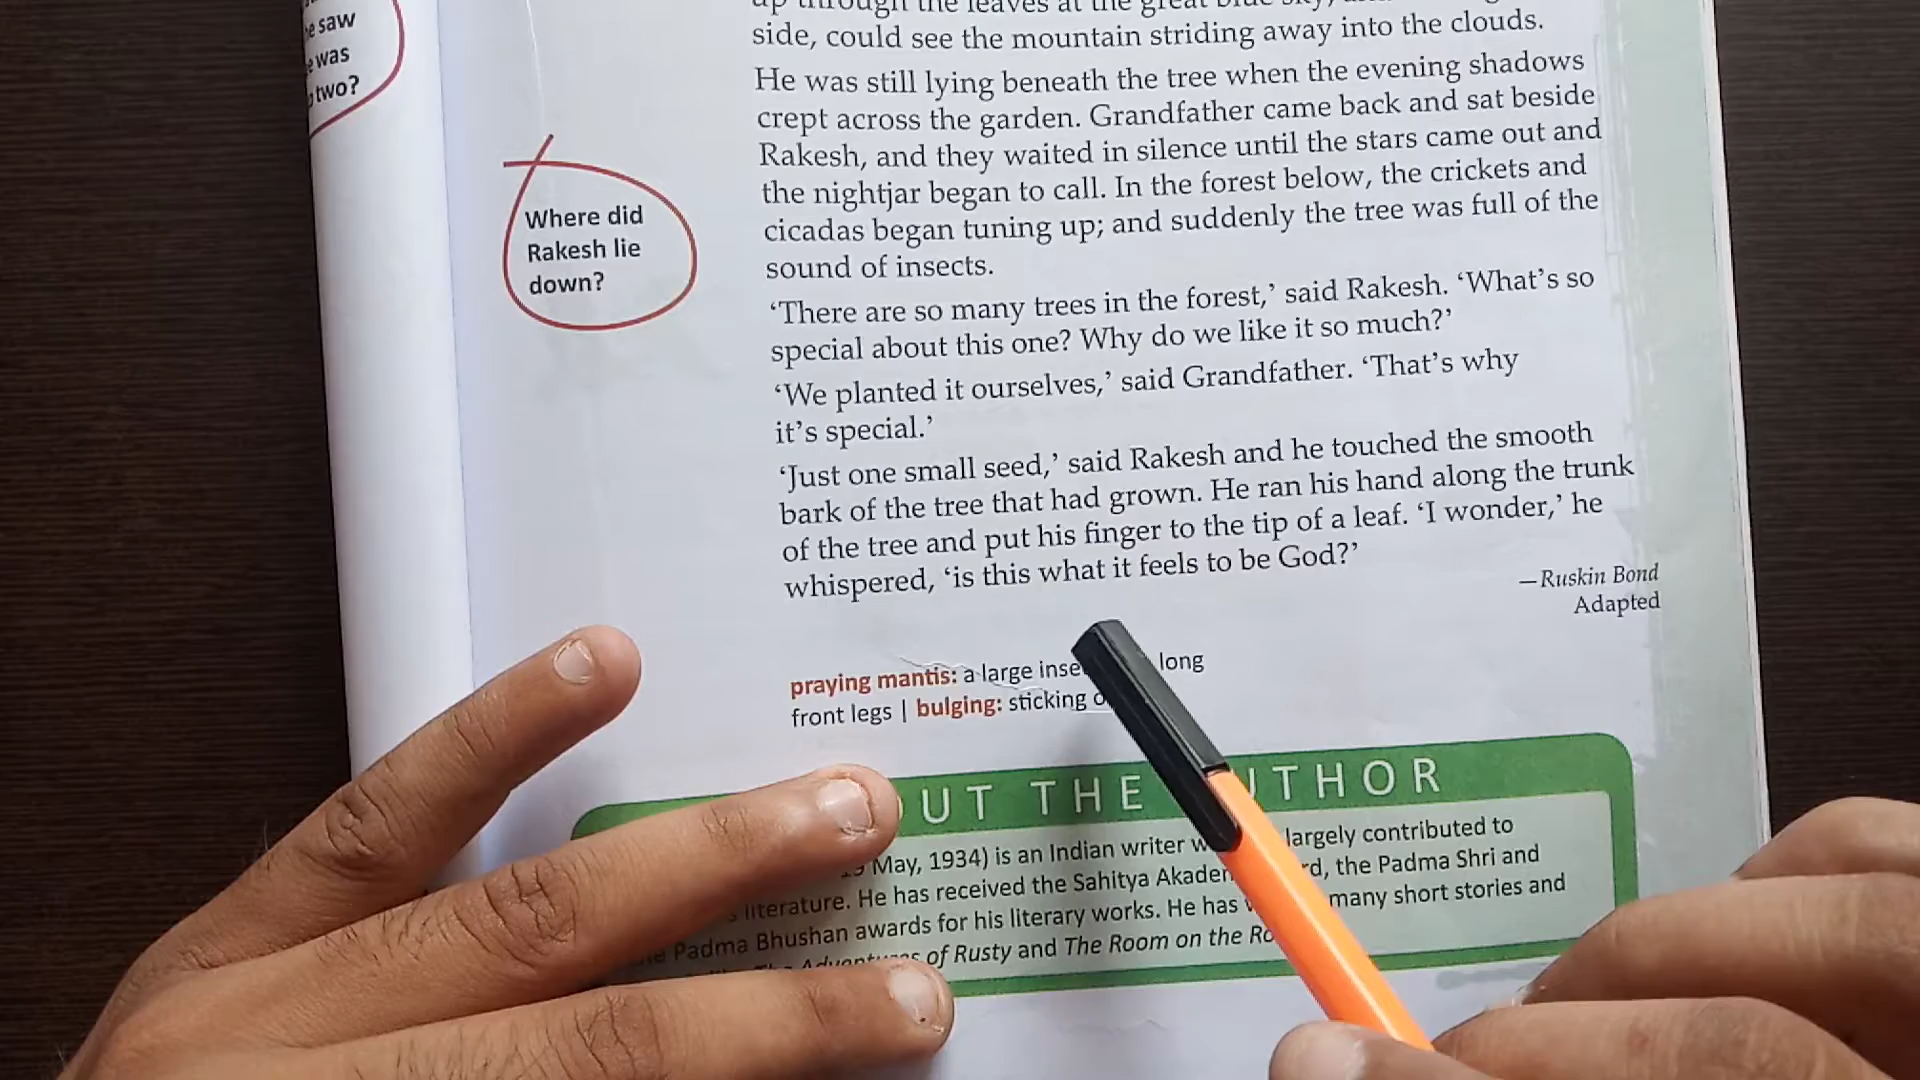 e saw
e was
two?
up through the leaves at the great blue sky,
side, could see the mountain striding away into the clouds.
He was still lying beneath the tree when the evening shadows
crept across the garden. Grandfather came back and sat beside
Rakesh, and they waited in silence until the stars came out and
the nightjar began to call. In the forest below, the crickets and
cicadas began tuning up; and suddenly the tree was full of the
sound of insects.
Where did
Rakesh lie
down?
‘There are so many trees in the forest,’ said Rakesh. ‘What’s so
special about this one? Why do we like it so much?’
‘We planted it ourselves,’ said Grandfather. ‘That’s why
it’s special.’
‘Just one small seed,’ said Rakesh and he touched the smooth
bark of the tree that had grown. He ran his hand along the trunk
of the tree and put his finger to the tip of a leaf. ‘I wonder,’ he
whispered, ‘is this what it feels to be God?’
—Ruskin Bond
Adapted
praying mantis: a large inse long
front legs | bulging: sticking o
UT THE UTHOR
May, 1934) is an Indian writer w largely contributed to
s literature. He has received the Sahitya Akadem rd, the Padma Shri and
Padma Bhushan awards for his literary works. He has many short stories and
Adventures of Rusty and The Room on the Ro